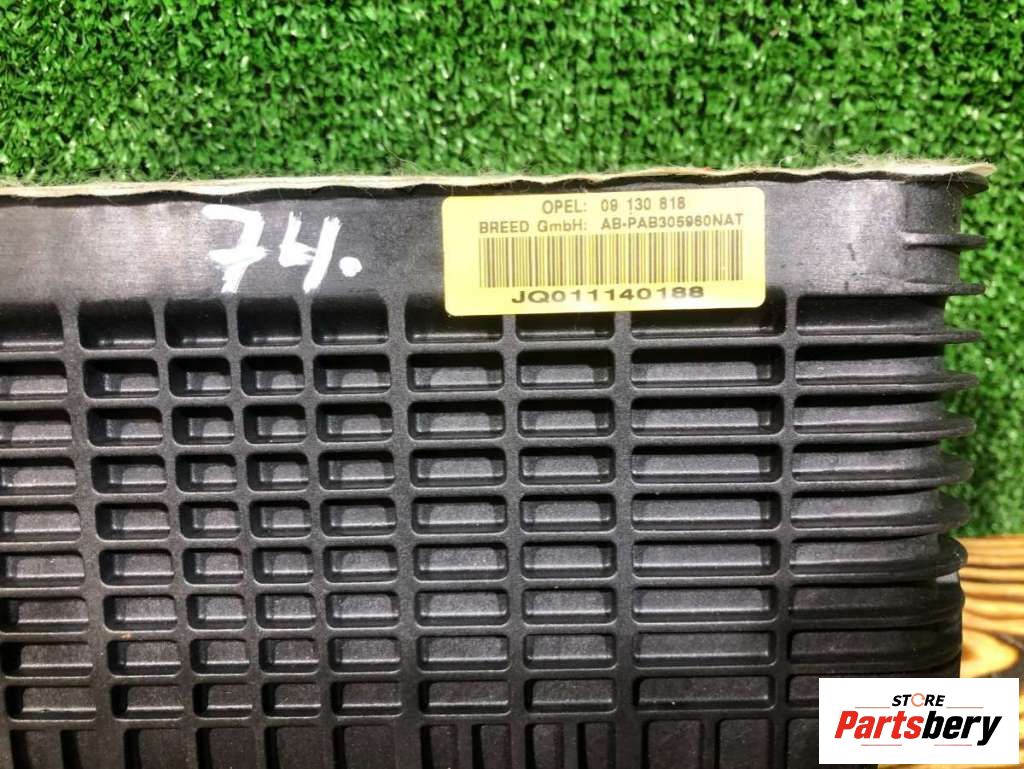 74.
OPEL: 09 130 818
BREED GmbH: AB-PAB305960NAT
JQ011140188
STORE
Partsbery